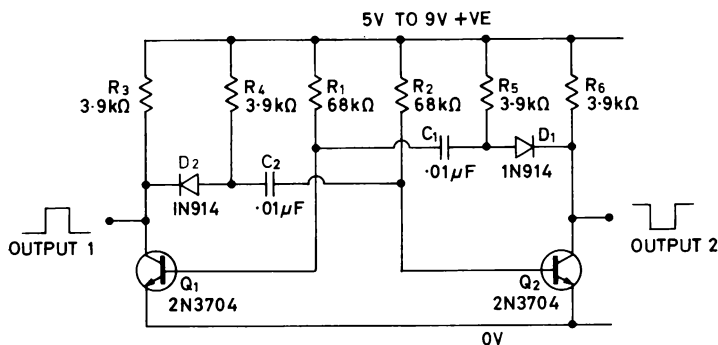 5V TO 9V +VE
R3
3·9kΩ
R4
3·9kΩ
R1
68kΩ
R2
68kΩ
R5
3·9kΩ
R6
3·9kΩ
C1
·01µF
D1
1N914
D2
1N914
C2
·01µF
OUTPUT 1
OUTPUT 2
Q1
2N3704
Q2
2N3704
0V